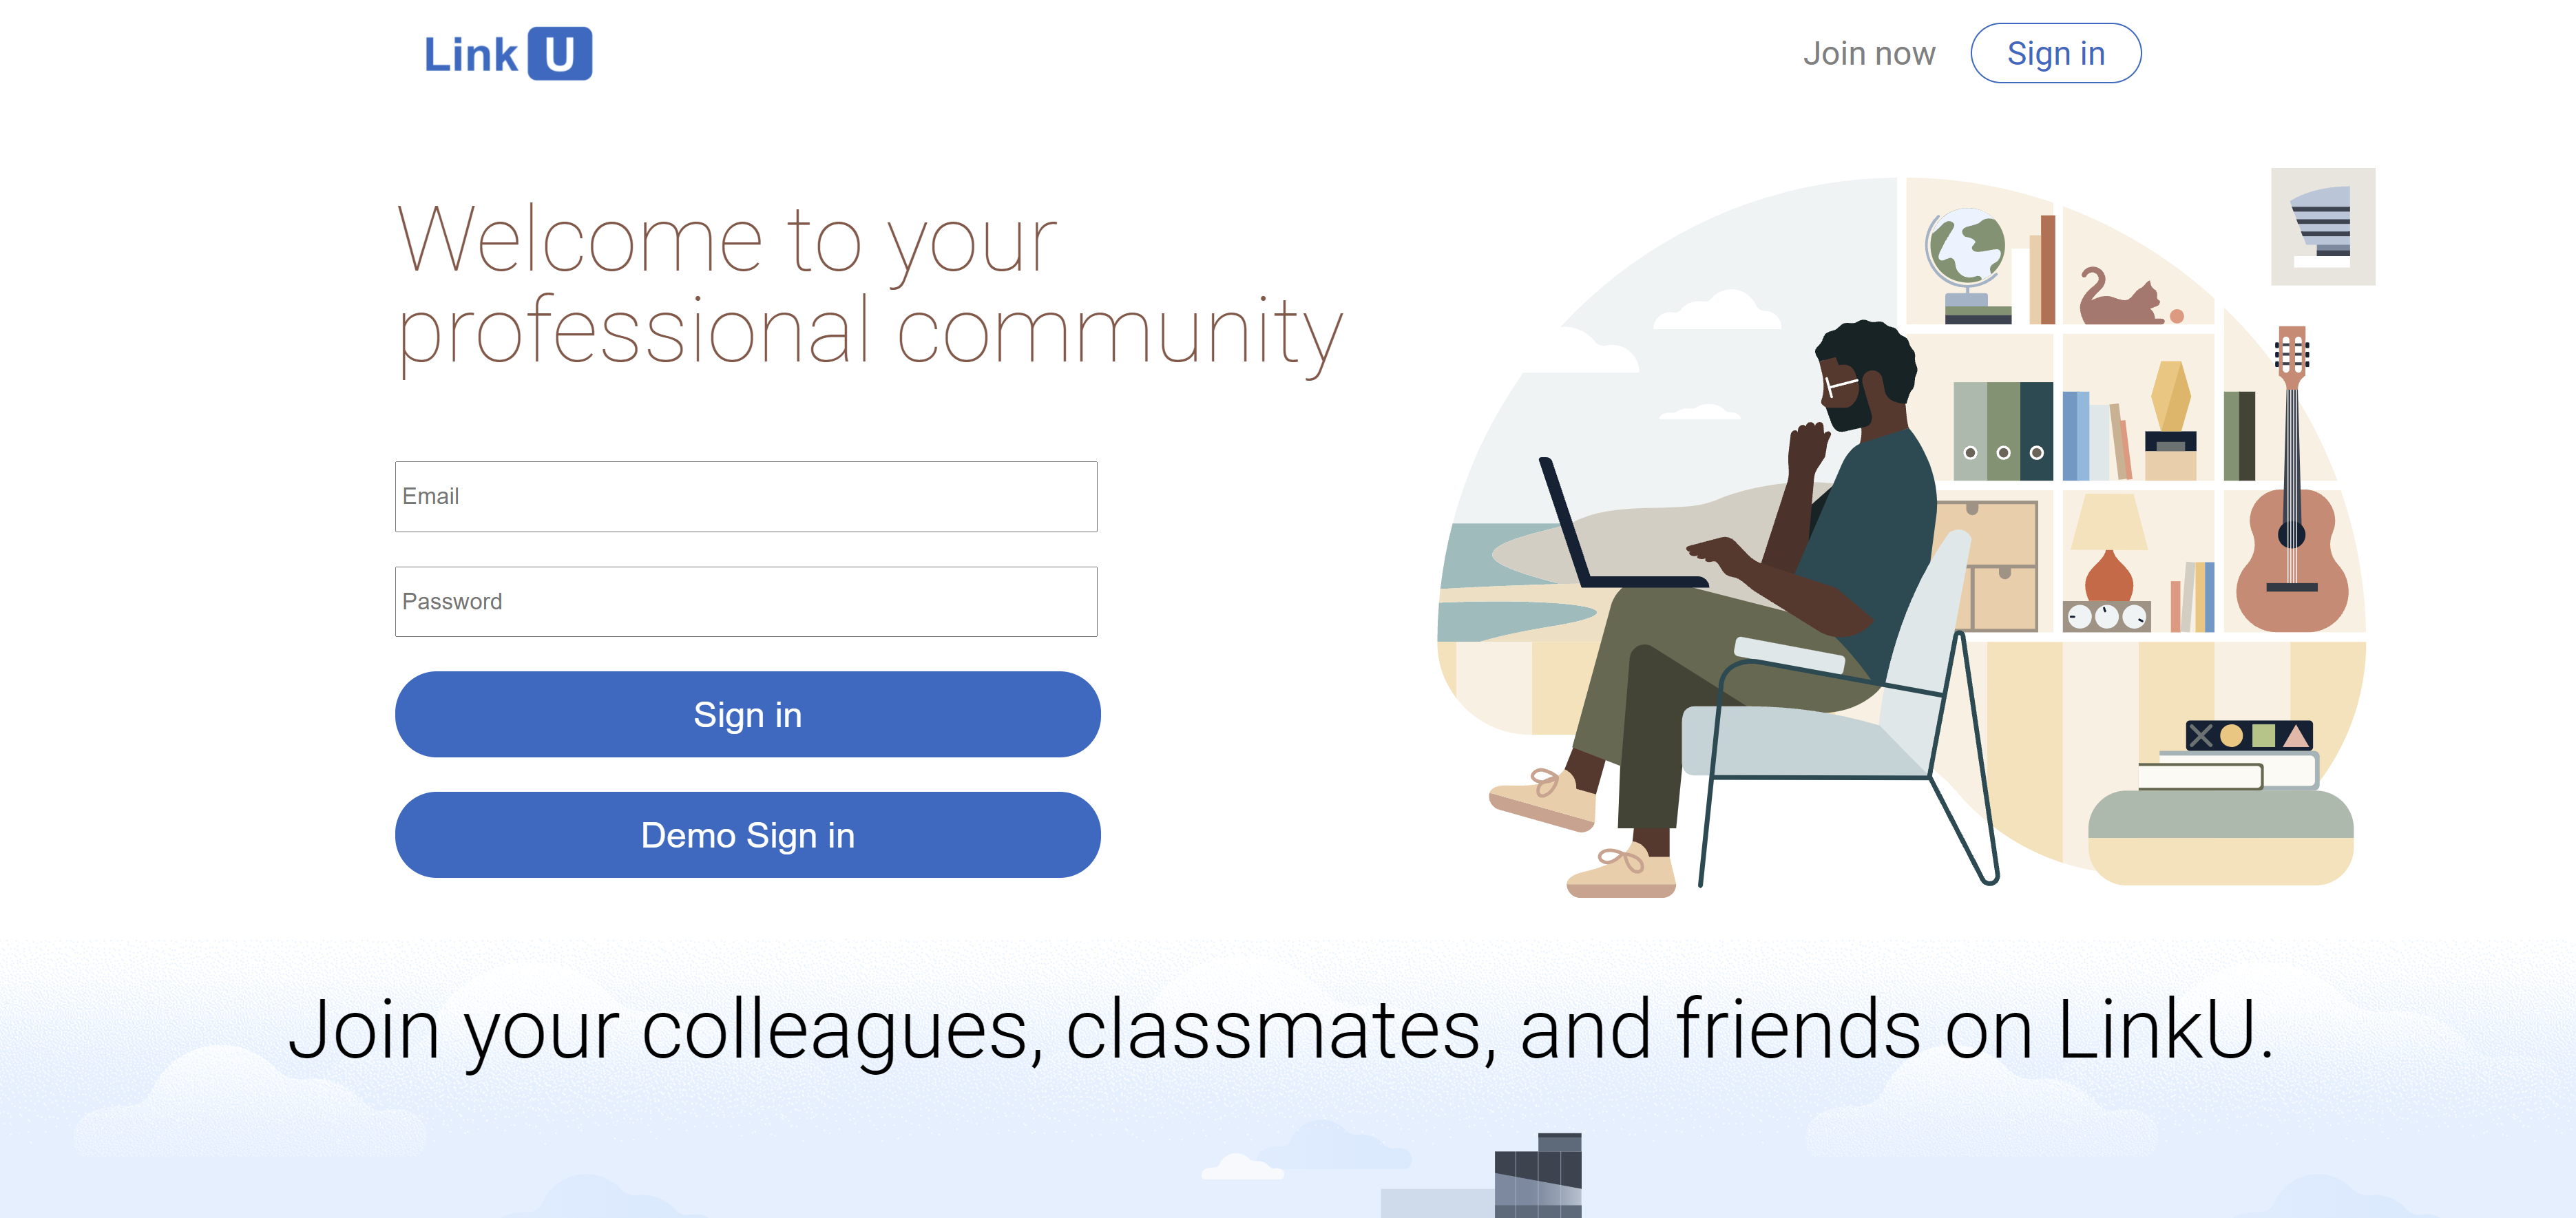 Link U
Join now
Sign in
Welcome to your
professional community
Email
Password
Sign in
Demo Sign in
Join your colleagues, classmates, and friends on LinkU.